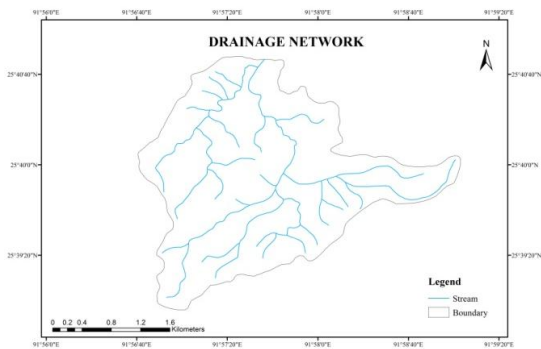 91°56'0"E 91°56'40"E 91°57'20"E 91°58'0"E 91°58'40"E 91°59'20"E
DRAINAGE NETWORK
N
25°40'40"N 25°40'40"N
25°40'0"N 25°40'0"N
25°39'20"N 25°39'20"N
Legend
Stream
Boundary
0 0.2 0.4 0.8 1.2 1.6
Kilometers
91°56'0"E 91°56'40"E 91°57'20"E 91°58'0"E 91°58'40"E 91°59'20"E